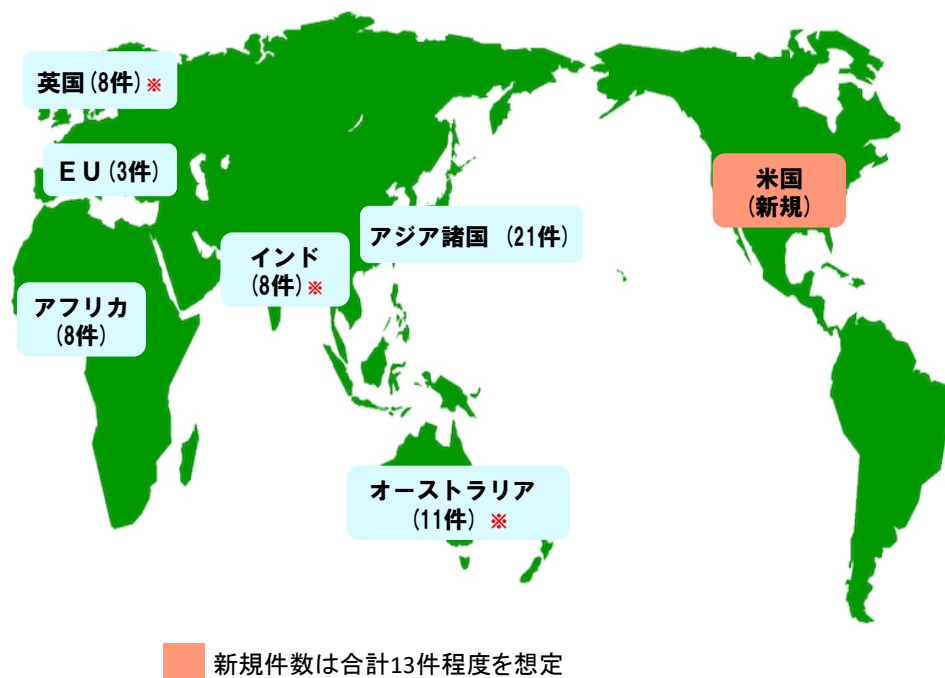 英国(8件)※
EU(3件)
アジア諸国 (21件)
インド
(8件)※
アフリカ
(8件)
米国
(新規)
オーストラリア
(11件) ※
新規件数は合計13件程度を想定